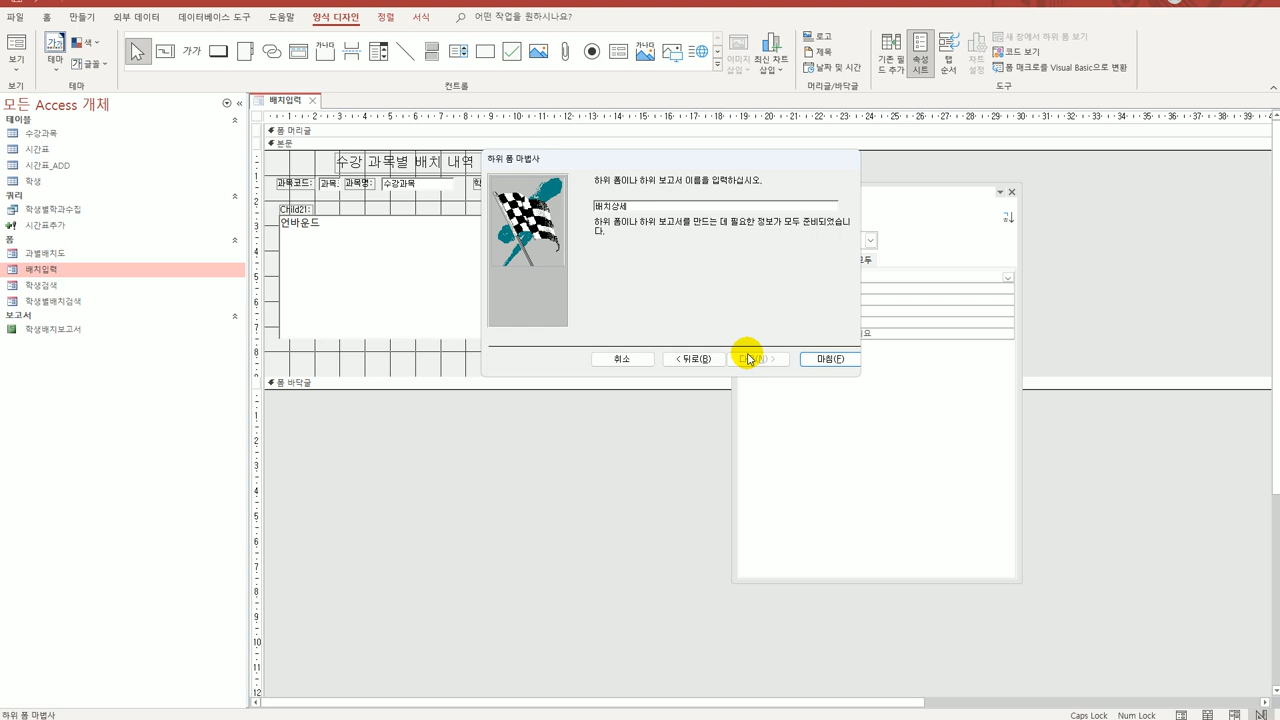 파일 홈 만들기 외부 데이터 데이터베이스 도구 도움말 양식 디자인 정렬 서식 어떤 작업을 원하시나요?
보기 테마 색 글꼴 가가 가나다 가나다
이미지 삽입 최신 차트 삽입 로고 제목 날짜 및 시간
기존 필드 추가 속성 시트 탭 순서 차트 설정 새 창에서 하위 폼 보기 코드 보기 폼 매크로를 Visual Basic으로 변환
보기 테마 컨트롤 머리글/바닥글 도구
모든 Access 개체
테이블
수강과목
시간표
시간표_ADD
학생
쿼리
학생별학과수집
시간표추가
폼
과별배치도
배치입력
학생검색
학생별배치검색
보고서
학생배치보고서
배치입력
폼 머리글
본문
수강 과목별 배치 내역
과목코드: 과목: 과목명: 수강과목
Child21:
언바운드
폼 바닥글
하위 폼 마법사
하위 폼이나 하위 보고서 이름을 입력하십시오.
배치상세
하위 폼이나 하위 보고서를 만드는 데 필요한 정보가 모두 준비되었습니
다.
취소 < 뒤로(B) 마침(F)
모두
하위 폼 마법사 Caps Lock Num Lock